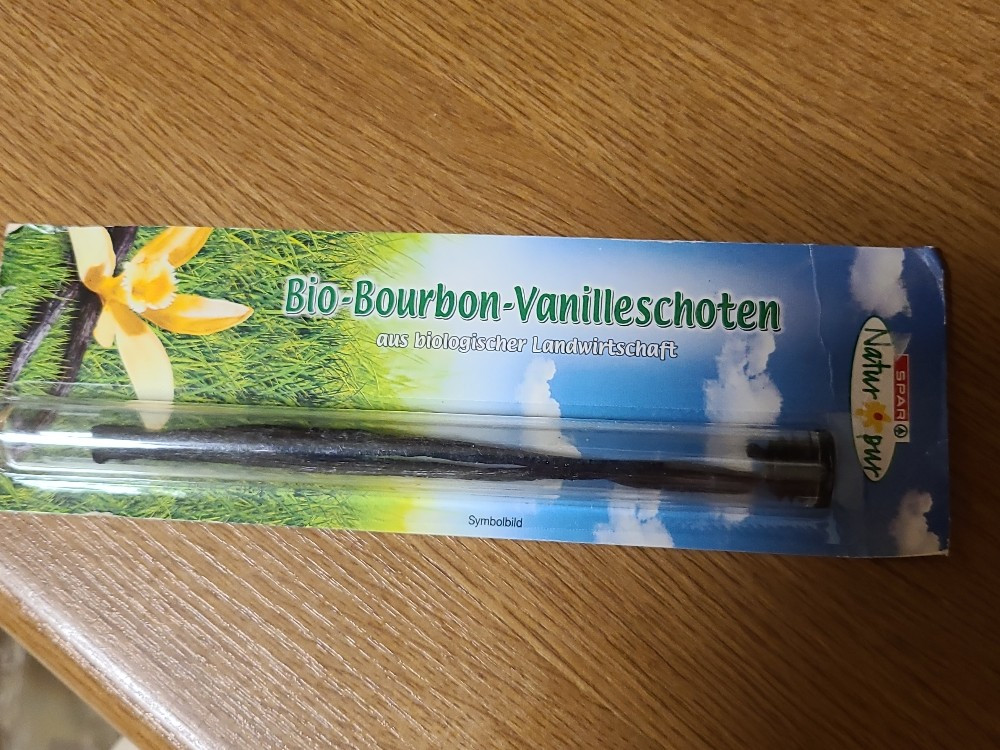 Bio-Bourbon-Vanilleschoten
aus biologischer Landwirtschaft
SPAR
Natur pur
Symbolbild